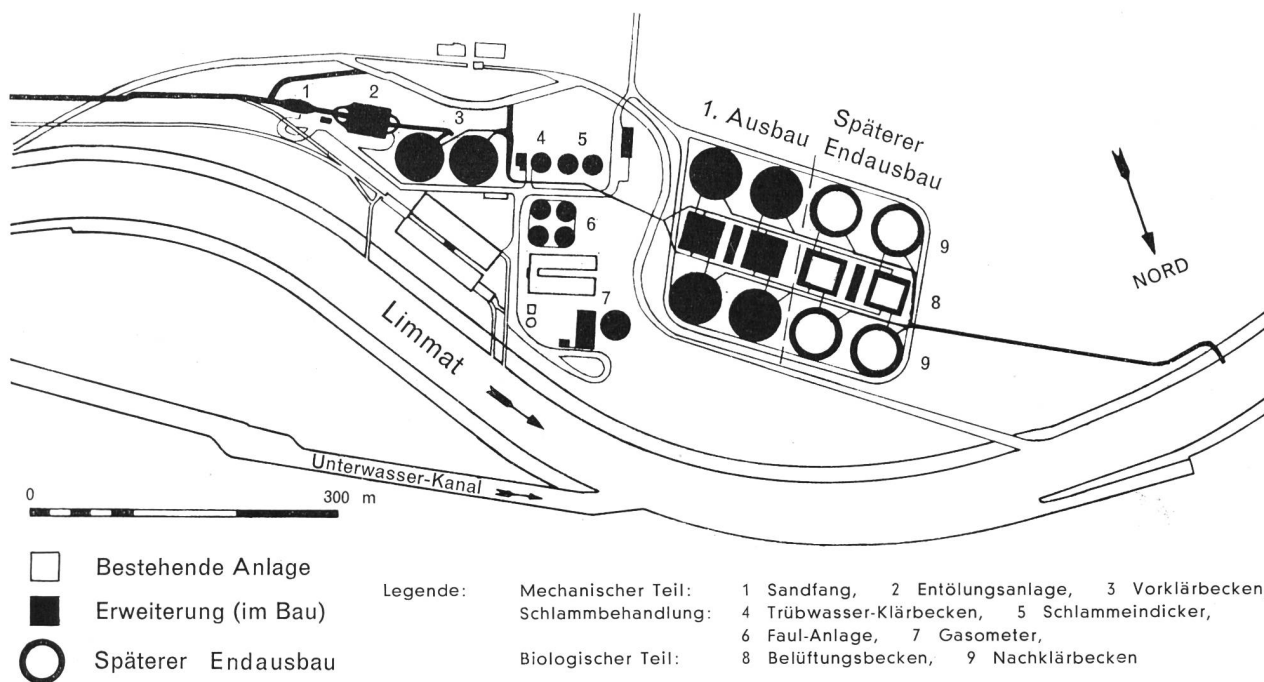 1
2
3
4
5
1. Ausbau
Späterer
Endausbau
6
7
9
8
9
NORD
Limmat
Unterwasser-Kanal
0 300 m
Bestehende Anlage
Erweiterung (im Bau)
Späterer Endausbau
Legende: Mechanischer Teil: 1 Sandfang, 2 Entölungsanlage, 3 Vorklärbecken
Schlammbehandlung: 4 Trübwasser-Klärbecken, 5 Schlammeindicker,
6 Faul-Anlage, 7 Gasometer,
Biologischer Teil: 8 Belüftungsbecken, 9 Nachklärbecken